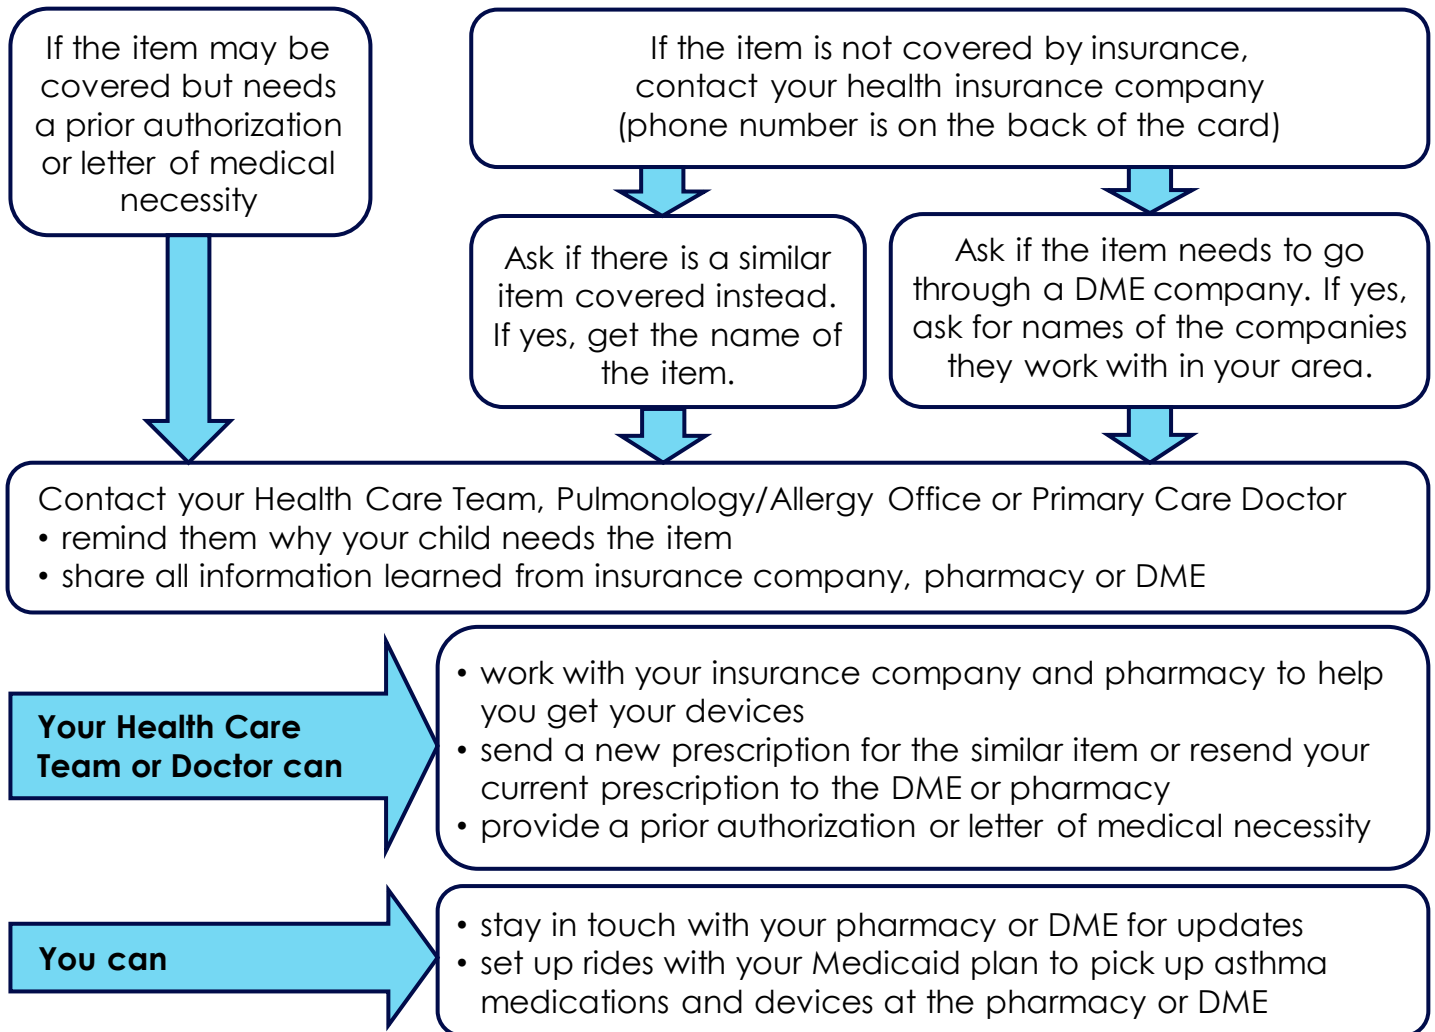 If the item may be
covered but needs
a prior authorization
or letter of medical
necessity
If the item is not covered by insurance,
contact your health insurance company
(phone number is on the back of the card)
Ask if there is a similar
item covered instead.
If yes, get the name of
the item.
Ask if the item needs to go
through a DME company. If yes,
ask for names of the companies
they work with in your area.
Contact your Health Care Team, Pulmonology/Allergy Office or Primary Care Doctor
• remind them why your child needs the item
• share all information learned from insurance company, pharmacy or DME
Your Health Care
Team or Doctor can
• work with your insurance company and pharmacy to help
you get your devices
• send a new prescription for the similar item or resend your
current prescription to the DME or pharmacy
• provide a prior authorization or letter of medical necessity
You can
• stay in touch with your pharmacy or DME for updates
• set up rides with your Medicaid plan to pick up asthma
medications and devices at the pharmacy or DME